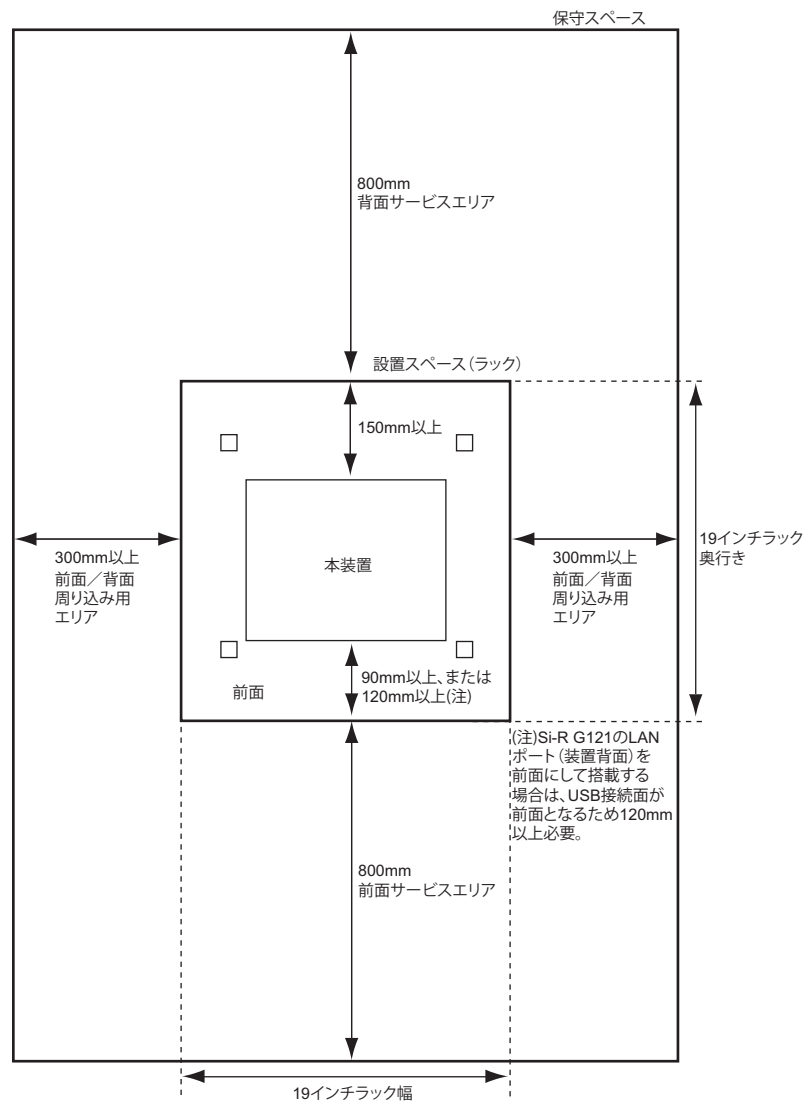 保守スペース
800mm
背面サービスエリア
設置スペース（ラック）
150mm以上
19インチラック
奥行き
300mm以上
前面／背面
周り込み用
エリア
本装置
300mm以上
前面／背面
周り込み用
エリア
90mm以上、または
120mm以上(注)
前面
(注)Si-R G121のLAN
ポート（装置背面）を
前面にして搭載する
場合は、USB接続面が
前面となるため120mm
以上必要。
800mm
前面サービスエリア
19インチラック幅